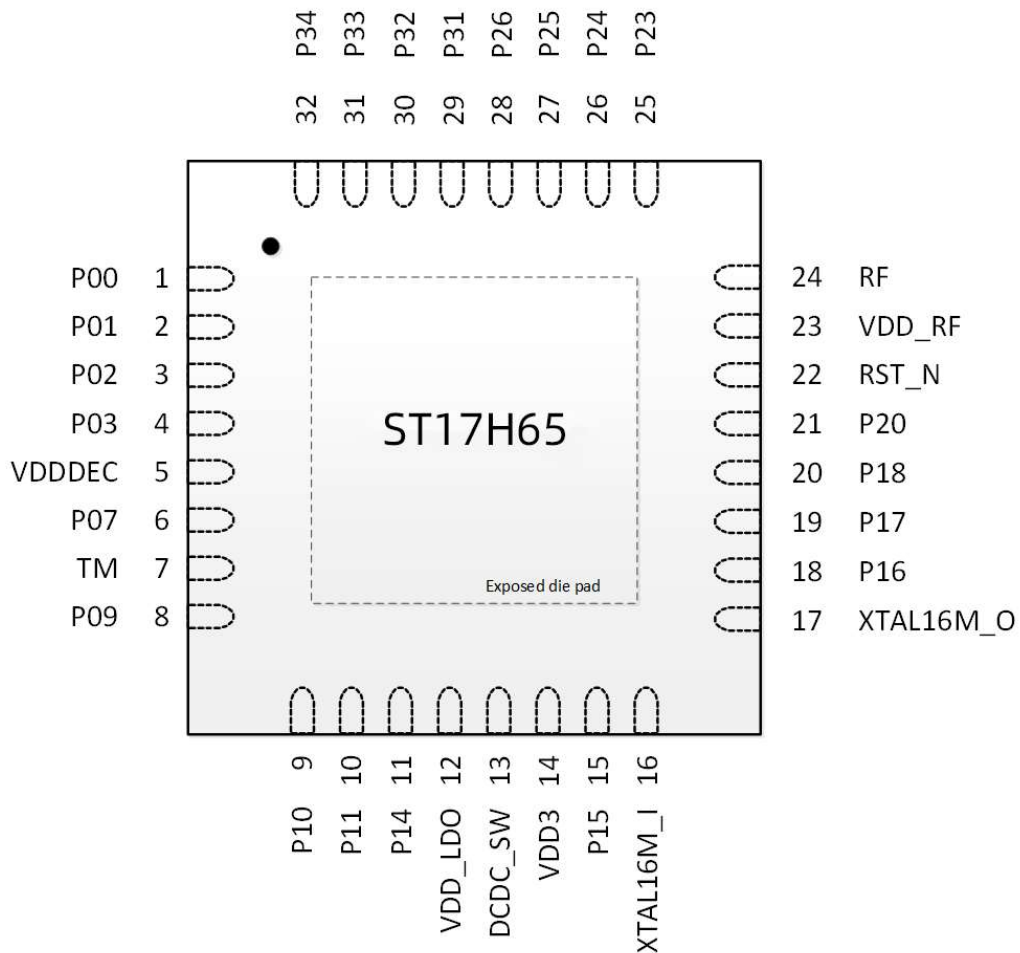 P34 P33 P32 P31 P26 P25 P24 P23
32 31 30 29 28 27 26 25
P00 1
P01 2
P02 3
P03 4
VDDDEC 5
P07 6
TM 7
P09 8
ST17H65
Exposed die pad
24 RF
23 VDD_RF
22 RST_N
21 P20
20 P18
19 P17
18 P16
17 XTAL16M_O
9 10 11 12 13 14 15 16
P10 P11 P14 VDD_LDO DCDC_SW VDD3 P15 XTAL16M_I